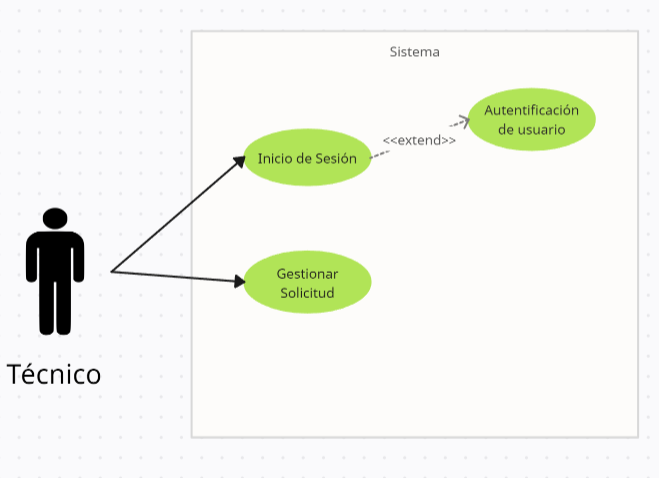 Sistema
Autentificación
de usuario
<<extend>>
Inicio de Sesión
Gestionar
Solicitud
Técnico